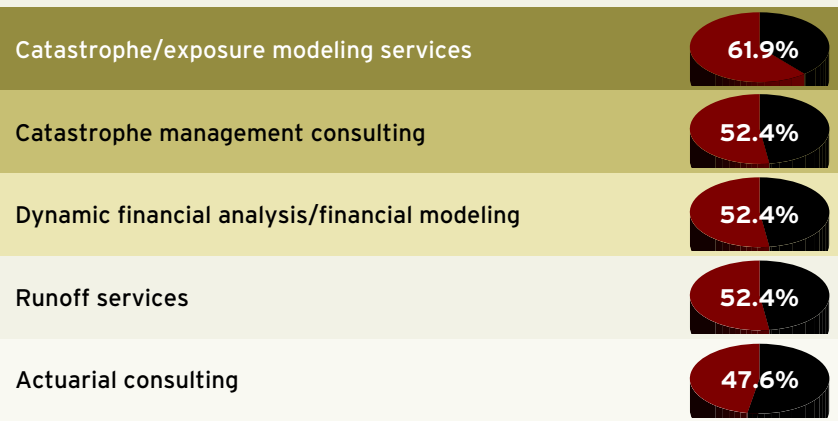 Catastrophe/exposure modeling services 61.9%
Catastrophe management consulting 52.4%
Dynamic financial analysis/financial modeling 52.4%
Runoff services 52.4%
Actuarial consulting 47.6%